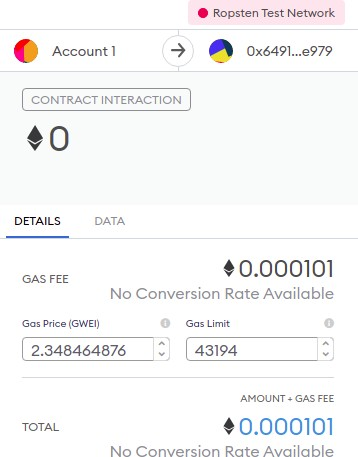 Ropsten Test Network
Account 1
0x6491...e979
CONTRACT INTERACTION
0
DETAILS
DATA
GAS FEE
0.000101
No Conversion Rate Available
Gas Price (GWEI)
Gas Limit
2.348464876
43194
AMOUNT + GAS FEE
TOTAL
0.000101
No Conversion Rate Available